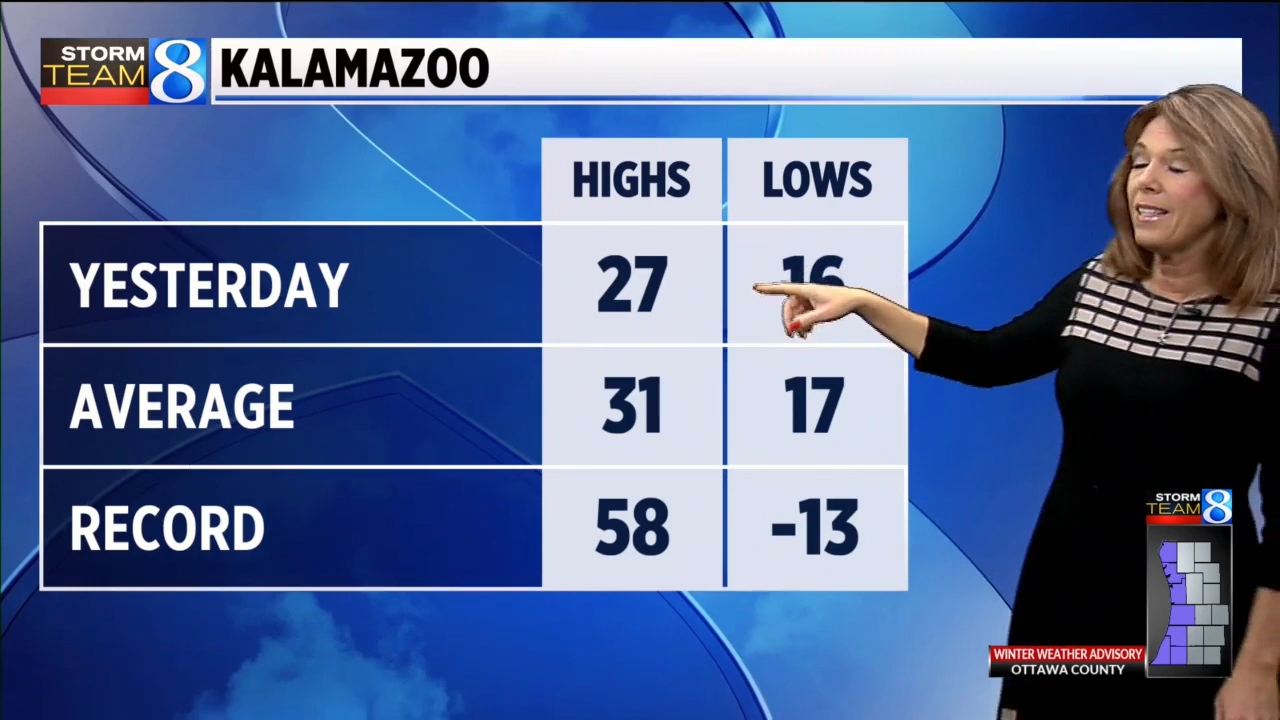 STORM
TEAM 8
KALAMAZOO
HIGHS LOWS
YESTERDAY 27 16
AVERAGE 31 17
RECORD 58 -13
STORM
TEAM 8
WINTER WEATHER ADVISORY
OTTAWA COUNTY